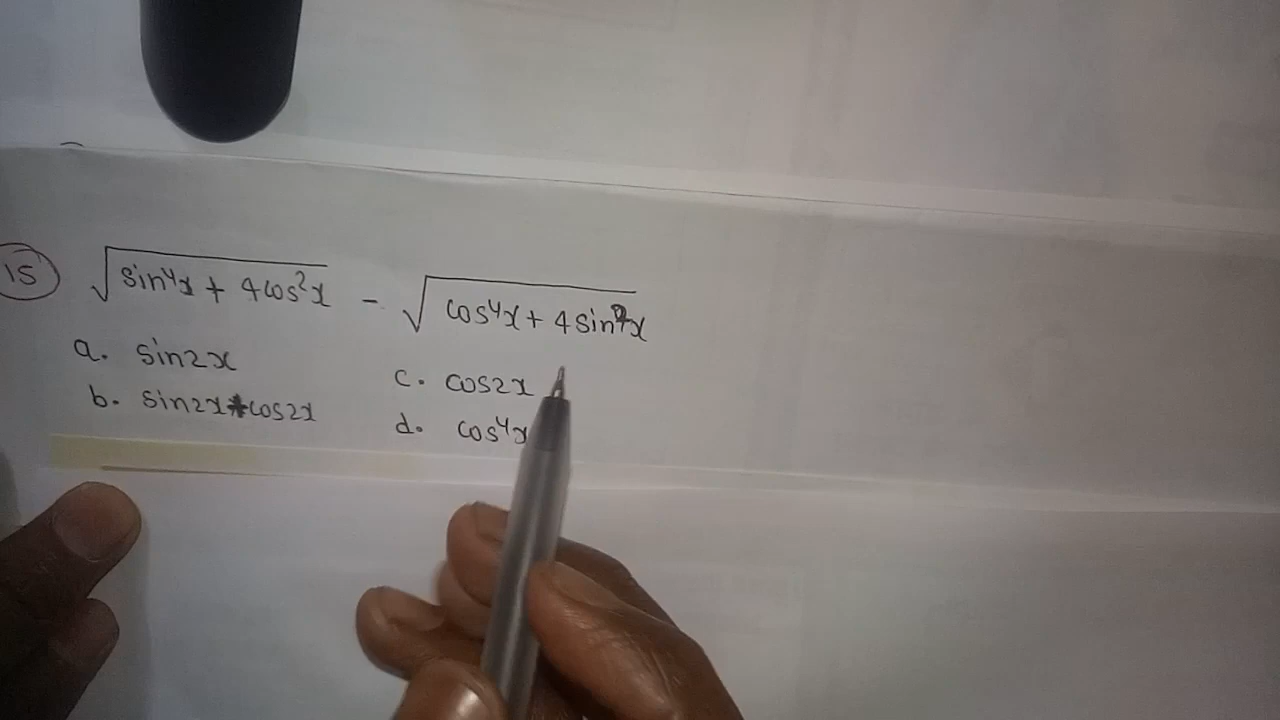 15 √(sin⁴x + 4cos²x) - √(cos⁴x + 4sin²x)
a. sin2x
b. sin2x+cos2x
c. cos2x
d. cos⁴x